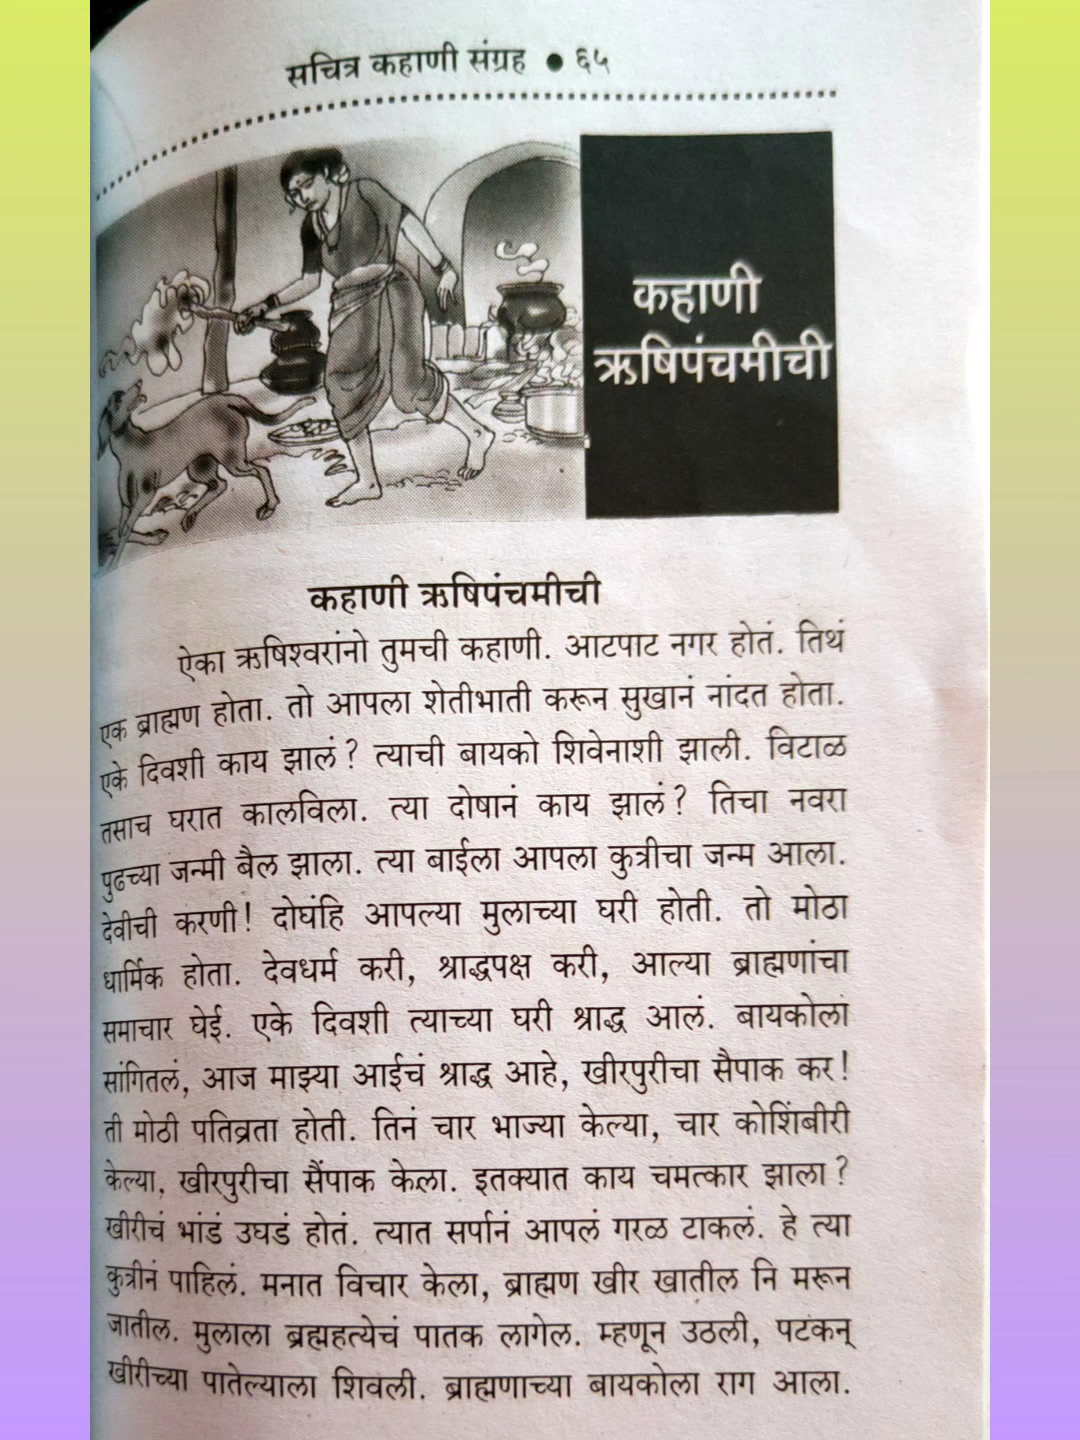 सचित्र कहाणी संग्रह ● ६५
कहाणी
ऋषिपंचमीची
कहाणी ऋषिपंचमीची
ऐका ऋषिश्वरांनो तुमची कहाणी. आटपाट नगर होतं. तिथं
एक ब्राह्मण होता. तो आपला शेतीभाती करून सुखानं नांदत होता.
एके दिवशी काय झालं? त्याची बायको शिवेनाशी झाली. विटाळ
तसाच घरात कालविला. त्या दोषानं काय झालं? तिचा नवरा
पुढच्या जन्मी बैल झाला. त्या बाईला आपला कुत्रीचा जन्म आला.
देवीची करणी! दोघंहि आपल्या मुलाच्या घरी होती. तो मोठा
धार्मिक होता. देवधर्म करी, श्राद्धपक्ष करी, आल्या ब्राह्मणांचा
समाचार घेई. एके दिवशी त्याच्या घरी श्राद्ध आलं. बायकोला
सांगितलं, आज माझ्या आईचं श्राद्ध आहे, खीरपुरीचा सैपाक कर!
ती मोठी पतिव्रता होती. तिनं चार भाज्या केल्या, चार कोशिंबीरी
केल्या, खीरपुरीचा सैंपाक केला. इतक्यात काय चमत्कार झाला?
खीरीचं भांडं उघडं होतं. त्यात सर्पानं आपलं गरळ टाकलं. हे त्या
कुत्रीनं पाहिलं. मनात विचार केला, ब्राह्मण खीर खातील नि मरून
जातील. मुलाला ब्रह्महत्येचं पातक लागेल. म्हणून उठली, पटकन्
खीरीच्या पातेल्याला शिवली. ब्राह्मणाच्या बायकोला राग आला.